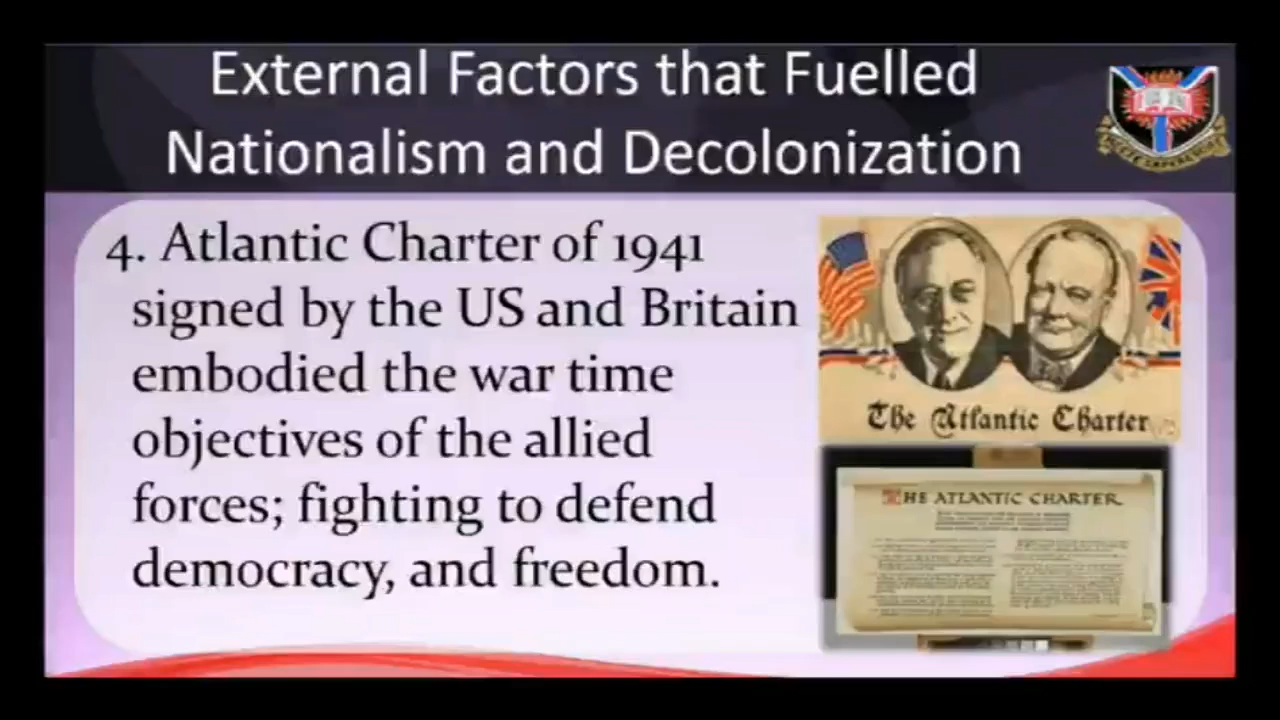 External Factors that Fuelled
Nationalism and Decolonization
4. Atlantic Charter of 1941
signed by the US and Britain
embodied the war time
objectives of the allied
forces; fighting to defend
democracy, and freedom.
The Atlantic Charter
THE ATLANTIC CHARTER